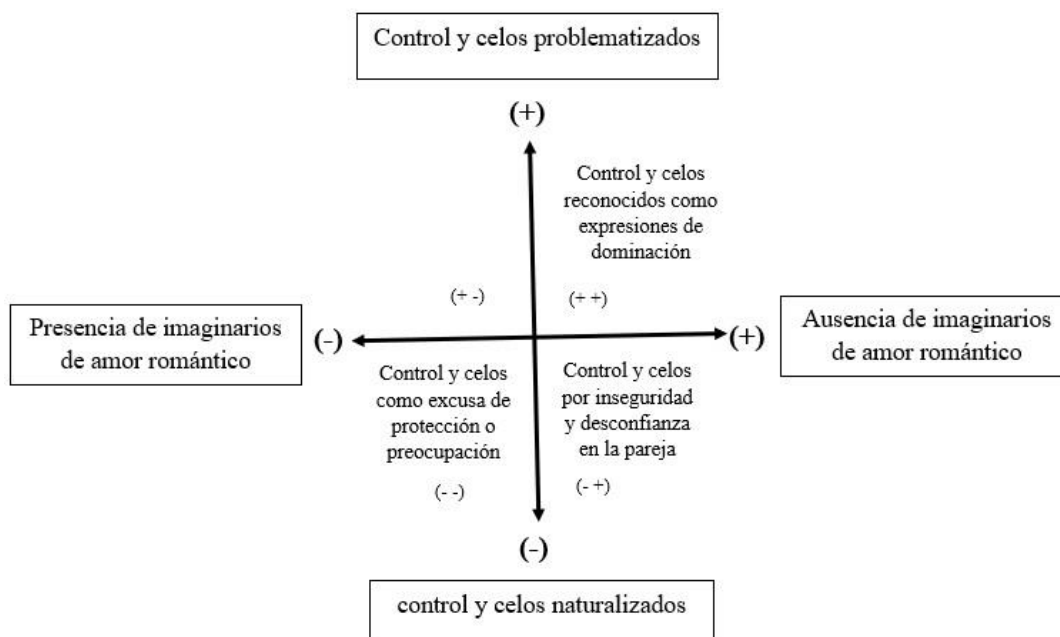 Control y celos problematizados
(+)
Control y celos
reconocidos como
expresiones de
dominación
(+ -)
(+ +)
Presencia de imaginarios
de amor romántico
(-)
(+)
Ausencia de imaginarios
de amor romántico
Control y celos
como excusa de
protección o
preocupación
(- -)
Control y celos
por inseguridad
y desconfianza
en la pareja
(- +)
(-)
control y celos naturalizados